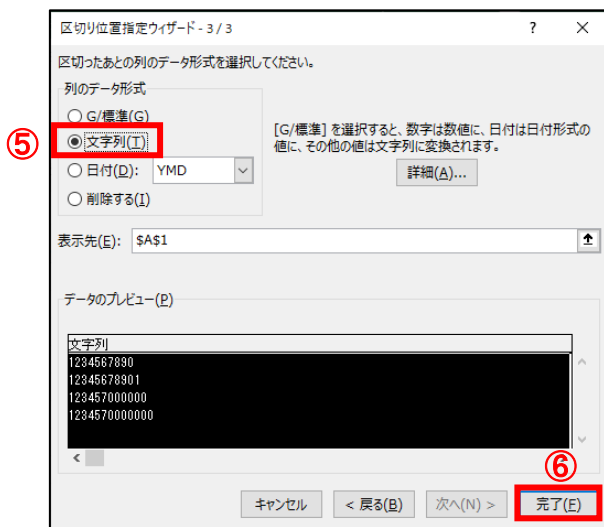 区切り位置指定ウィザード - 3 / 3 ? ×
区切ったあとの列のデータ形式を選択してください。
列のデータ形式
G/標準(G)
⑤ 文字列(T)
日付(D): YMD
削除する(I)
[G/標準] を選択すると、数字は数値に、日付は日付形式の
値に、その他の値は文字列に変換されます。
詳細(A)...
表示先(E): $A$1
データのプレビュー(P)
文字列
1234567890
12345678901
123457000000
1234570000000
⑥
キャンセル < 戻る(B) 次へ(N) > 完了(F)